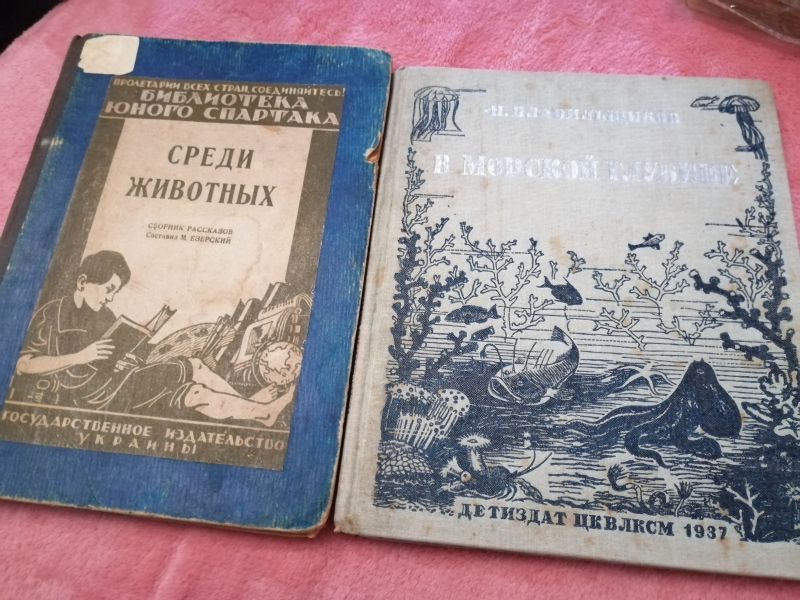 ПРОЛЕТАРИИ ВСЕХ СТРАН, СОЕДИНЯЙТЕСЬ!
БИБЛИОТЕКА
ЮНОГО СПАРТАКА
СРЕДИ
ЖИВОТНЫХ
СБОРНИК РАССКАЗОВ
Составил М. ЕЗЕРСКИЙ
ГОСУДАРСТВЕННОЕ ИЗДАТЕЛЬСТВО
УКРАИНЫ
Н. ПЛАВИЛЬЩИКОВ
В МОРСКОЙ ГЛУБИНЕ
ДЕТИЗДАТ ЦКВЛКСМ 1937